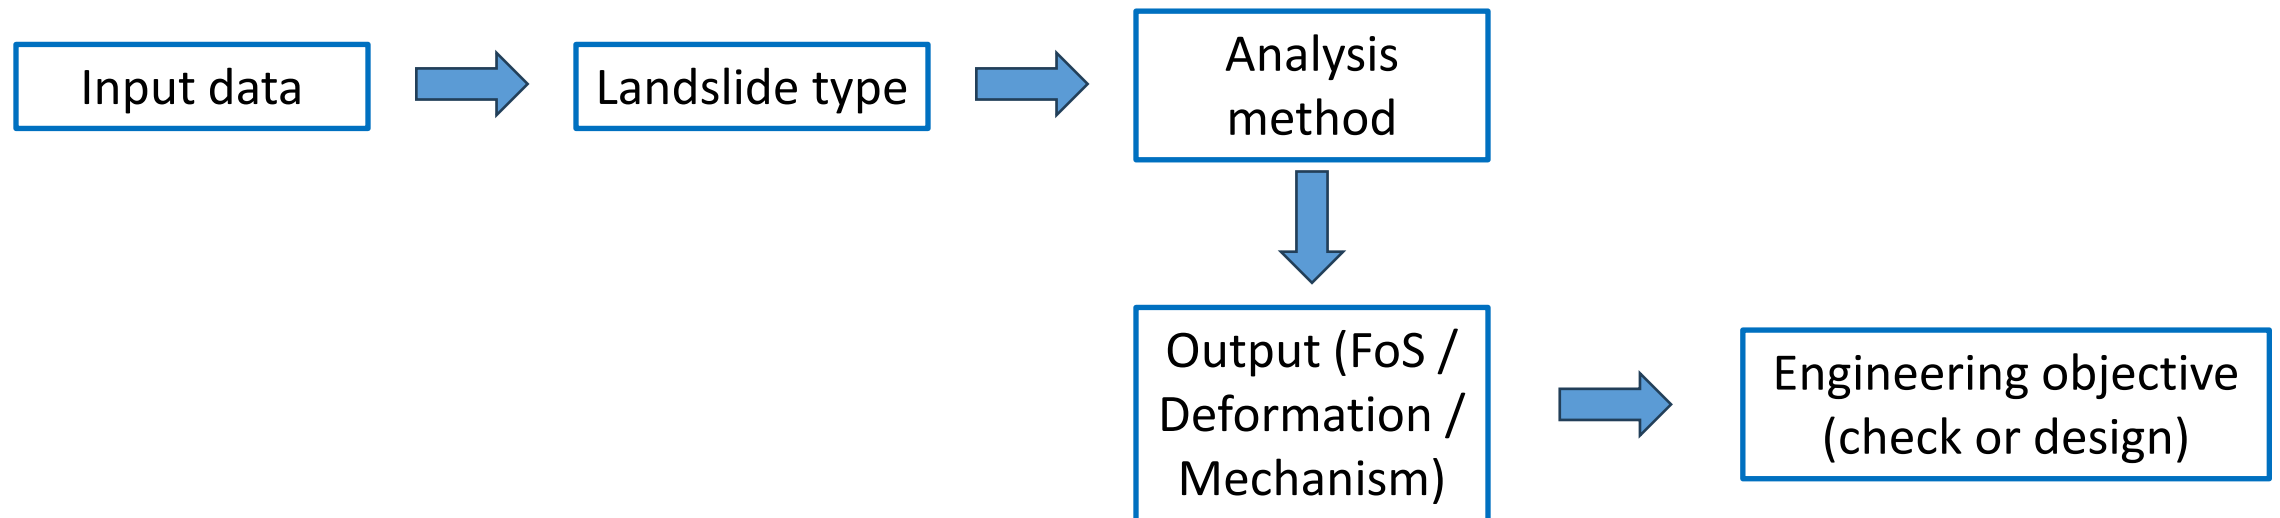 Input data
Landslide type
Analysis
method
Output (FoS /
Deformation /
Mechanism)
Engineering objective
(check or design)